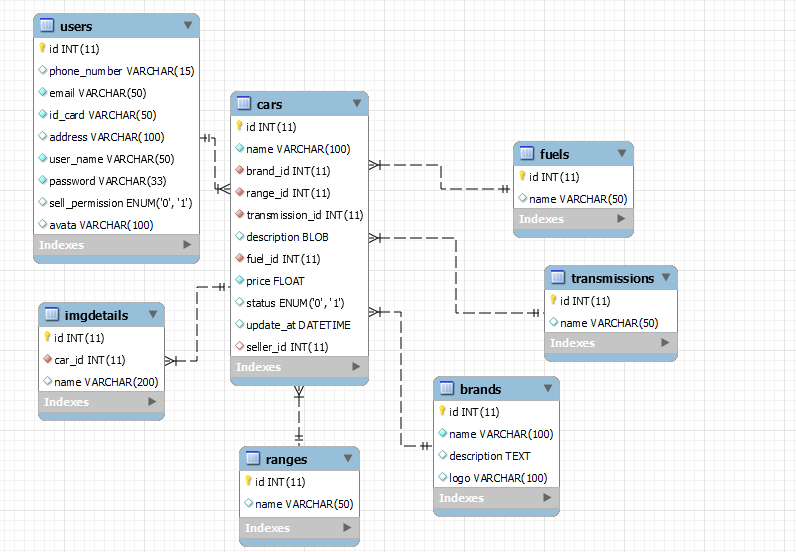 users
id INT(11)
phone_number VARCHAR(15)
email VARCHAR(50)
id_card VARCHAR(50)
address VARCHAR(100)
user_name VARCHAR(50)
password VARCHAR(33)
sell_permission ENUM('0', '1')
avata VARCHAR(100)
Indexes
cars
id INT(11)
name VARCHAR(100)
brand_id INT(11)
range_id INT(11)
transmission_id INT(11)
description BLOB
fuel_id INT(11)
price FLOAT
status ENUM('0', '1')
update_at DATETIME
seller_id INT(11)
Indexes
fuels
id INT(11)
name VARCHAR(50)
Indexes
transmissions
id INT(11)
name VARCHAR(50)
Indexes
imgdetails
id INT(11)
car_id INT(11)
name VARCHAR(200)
Indexes
brands
id INT(11)
name VARCHAR(100)
description TEXT
logo VARCHAR(100)
Indexes
ranges
id INT(11)
name VARCHAR(50)
Indexes